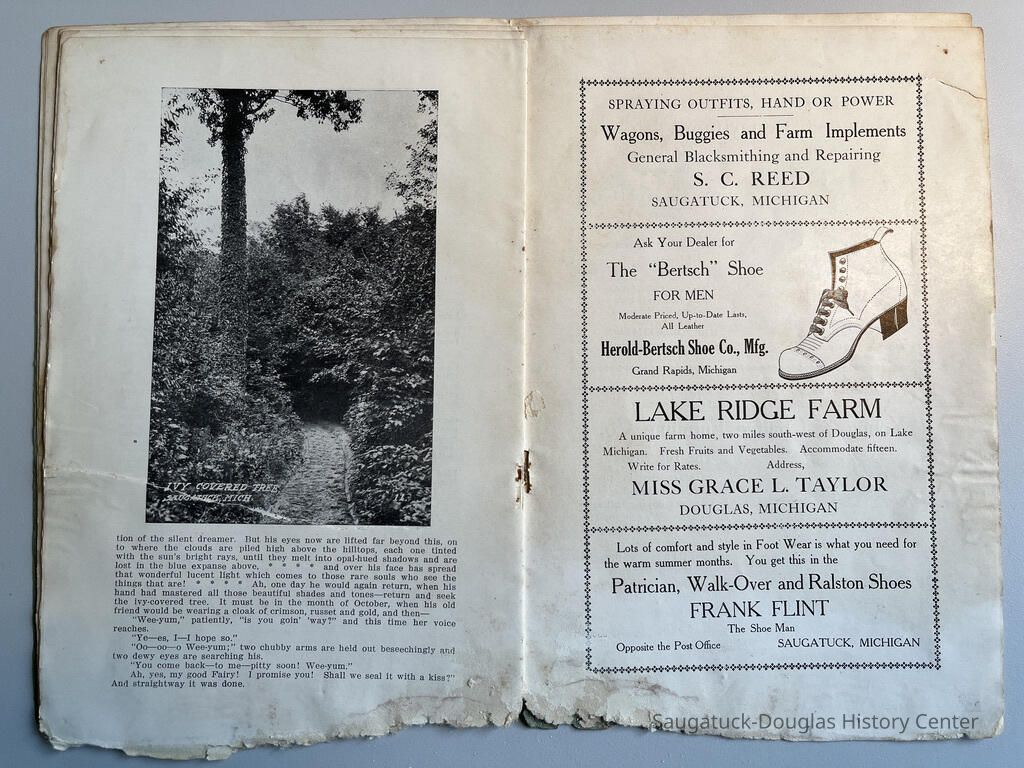 IVY COVERED TREE
SAUGATUCK, MICH.
11
tion of the silent dreamer. But his eyes now are lifted far beyond this, on
to where the clouds are piled high above the hilltops, each one tinted
with the sun's bright rays, until they melt into opal-hued shadows and are
lost in the blue expanse above, * * * * and over his face has spread
that wonderful lucent light which comes to those rare souls who see the
things that are! * * * * Ah, one day he would again return, when his
hand had mastered all those beautiful shades and tones—return and seek
the ivy-covered tree. It must be in the month of October, when his old
friend would be wearing a cloak of crimson, russet and gold, and then—
"Wee-yum," patiently, "is you goin' 'way?" and this time her voice
reaches.
"Ye—es, I—I hope so."
"Oo—oo—o Wee-yum;" two chubby arms are held out beseechingly and
two dewy eyes are searching his.
"You come back—to me—pitty soon! Wee-yum."
Ah, yes, my good Fairy! I promise you! Shall we seal it with a kiss?"
And straightway it was done.
SPRAYING OUTFITS, HAND OR POWER
Wagons, Buggies and Farm Implements
General Blacksmithing and Repairing
S. C. REED
SAUGATUCK, MICHIGAN
Ask Your Dealer for
The "Bertsch" Shoe
FOR MEN
Moderate Priced, Up-to-Date Lasts,
All Leather
Herold-Bertsch Shoe Co., Mfg.
Grand Rapids, Michigan
LAKE RIDGE FARM
A unique farm home, two miles south-west of Douglas, on Lake
Michigan. Fresh Fruits and Vegetables. Accommodate fifteen.
Write for Rates. Address,
MISS GRACE L. TAYLOR
DOUGLAS, MICHIGAN
Lots of comfort and style in Foot Wear is what you need for
the warm summer months. You get this in the
Patrician, Walk-Over and Ralston Shoes
FRANK FLINT
The Shoe Man
Opposite the Post Office SAUGATUCK, MICHIGAN
Saugatuck-Douglas History Center